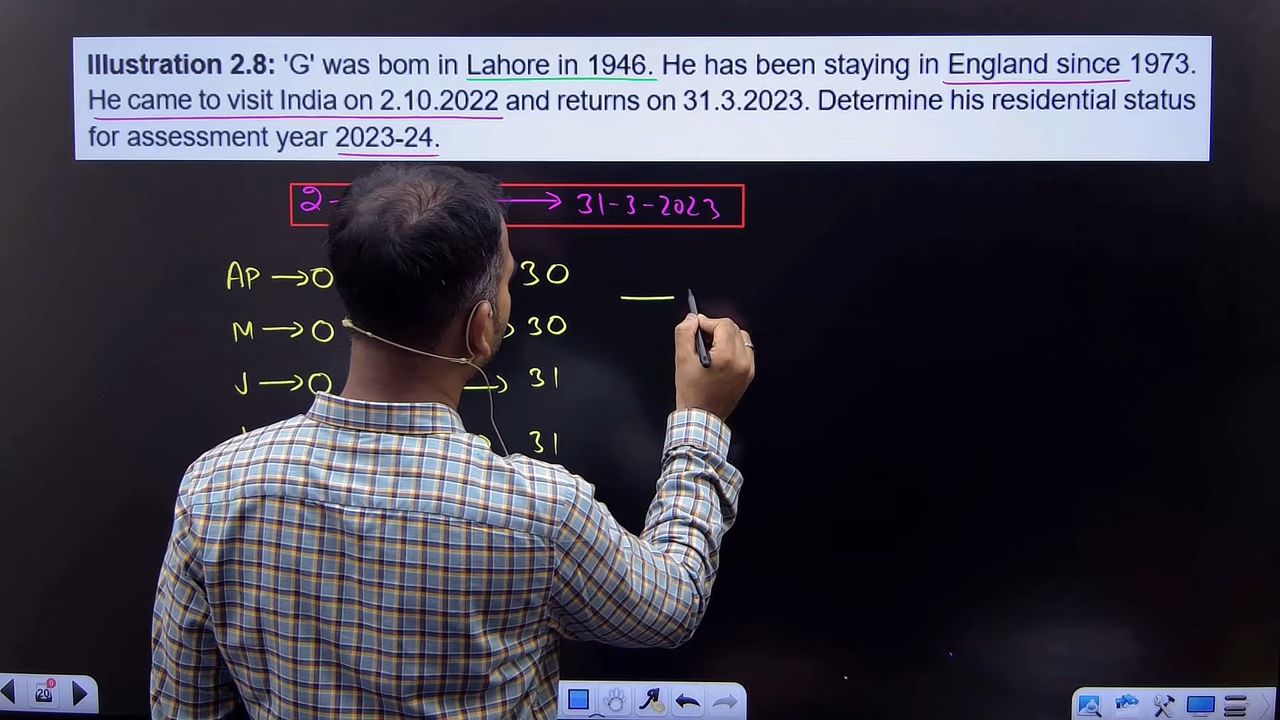 Illustration 2.8: 'G' was bom in Lahore in 1946. He has been staying in England since 1973.
He came to visit India on 2.10.2022 and returns on 31.3.2023. Determine his residential status
for assessment year 2023-24.
2- → 31-3-2023
AP → 0 30
M → 0 30
J → 0 → 31
31
20